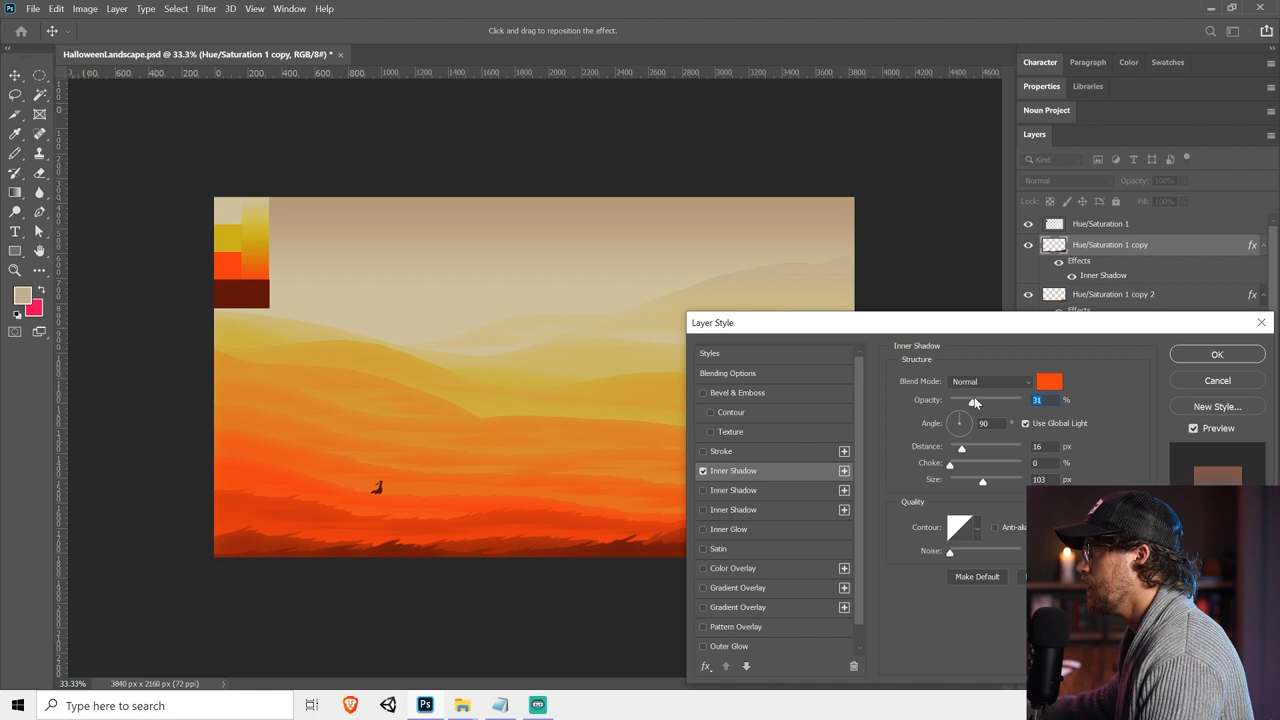 Ps File Edit Image Layer Type Select Filter 3D View Window Help
Click and drag to reposition the effect.
HalloweenLandscape.psd @ 33.3% (Hue/Saturation 1 copy, RGB/8#) * ×
Character Paragraph Color Swatches
Properties Libraries
Noun Project
Layers
Kind
Normal Opacity: 100%
Lock: Fill: 100%
Hue/Saturation 1
Hue/Saturation 1 copy fx
Effects
Inner Shadow
Hue/Saturation 1 copy 2 fx
Layer Style
Styles
Blending Options
Bevel & Emboss
Contour
Texture
Stroke
Inner Shadow
Inner Shadow
Inner Shadow
Inner Glow
Satin
Color Overlay
Gradient Overlay
Gradient Overlay
Pattern Overlay
Outer Glow
fx
Inner Shadow
Structure
Blend Mode: Normal
Opacity: 31 %
Angle: 90 ° Use Global Light
Distance: 16 px
Choke: 0 %
Size: 103 px
Quality
Contour:
Noise:
Make Default
OK
Cancel
New Style...
Preview
33.33% 3840 px x 2160 px (72 ppi)
Type here to search
Ps